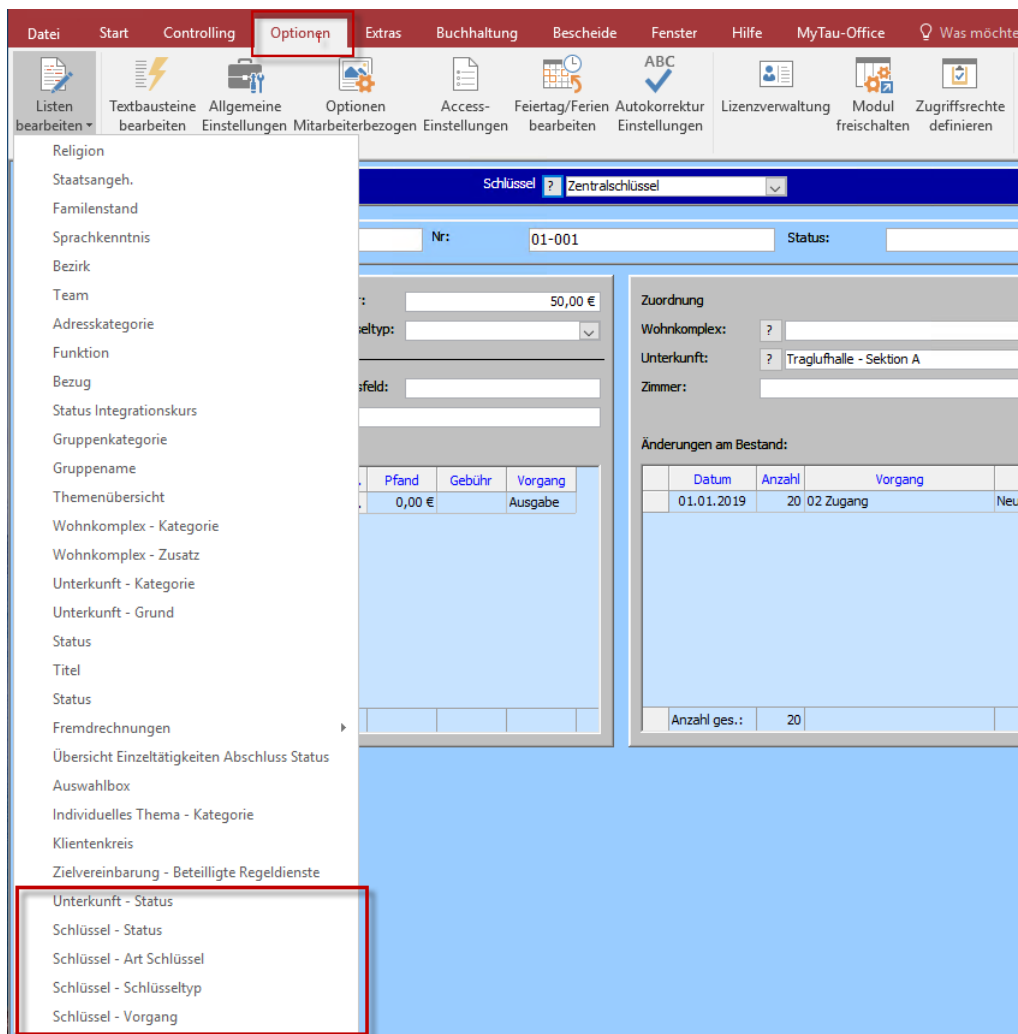 Datei Start Controlling Optionen Extras Buchhaltung Bescheide Fenster Hilfe MyTau-Office Was möchte
ABC
Listen Textbausteine Allgemeine Optionen Access- Feiertag/Ferien Autokorrektur Lizenzverwaltung Modul Zugriffsrechte
bearbeiten bearbeiten Einstellungen Mitarbeiterbezogen Einstellungen bearbeiten Einstellungen freischalten definieren
Religion
Staatsangeh.
Familenstand
Sprachkenntnis
Bezirk
Team
Adresskategorie
Funktion
Bezug
Status Integrationskurs
Gruppenkategorie
Gruppename
Themenübersicht
Wohnkomplex - Kategorie
Wohnkomplex - Zusatz
Unterkunft - Kategorie
Unterkunft - Grund
Status
Titel
Status
Fremdrechnungen
Übersicht Einzeltätigkeiten Abschluss Status
Auswahlbox
Individuelles Thema - Kategorie
Klientenkreis
Zielvereinbarung - Beteilligte Regeldienste
Unterkunft - Status
Schlüssel - Status
Schlüssel - Art Schlüssel
Schlüssel - Schlüsseltyp
Schlüssel - Vorgang
Schlüssel ? Zentralschlüssel
Nr: 01-001 Status:
r: 50,00 €
seltyp:
sfeld:
. Pfand Gebühr Vorgang
. 0,00 € Ausgabe
Zuordnung
Wohnkomplex: ?
Unterkunft: ? Traglufhalle - Sektion A
Zimmer:
Änderungen am Bestand:
Datum Anzahl Vorgang
01.01.2019 20 02 Zugang Neu
Anzahl ges.: 20